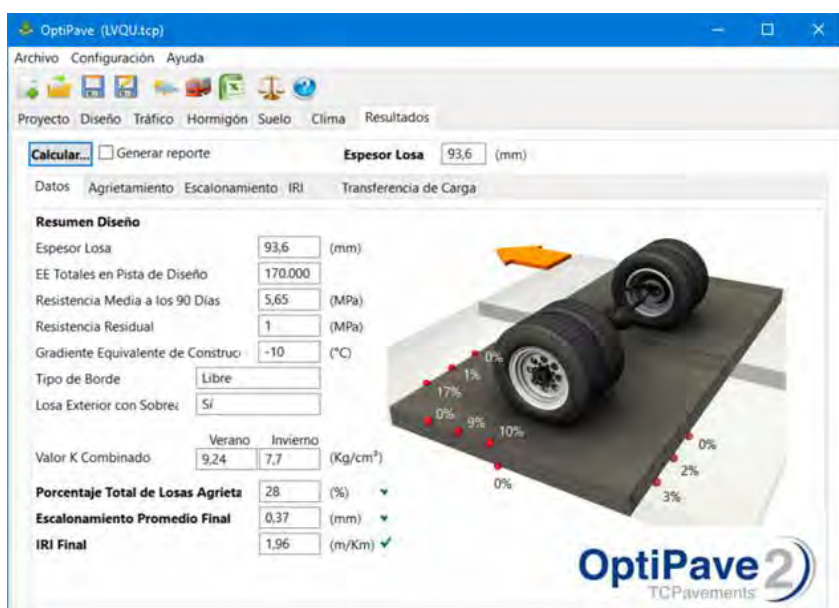 OptiPave (LVQU.tcp)
Archivo Configuración Ayuda
Proyecto Diseño Tráfico Hormigón Suelo Clima Resultados
Calcular... Generar reporte Espesor Losa 93,6 (mm)
Datos Agrietamiento Escalonamiento IRI Transferencia de Carga
Resumen Diseño
Espesor Losa 93,6 (mm)
EE Totales en Pista de Diseño 170.000
Resistencia Media a los 90 Días 5,65 (MPa)
Resistencia Residual 1 (MPa)
Gradiente Equivalente de Construc -10 (°C)
Tipo de Borde Libre
Losa Exterior con Sobrea Sí
Verano Invierno
Valor K Combinado 9,24 7,7 (Kg/cm³)
Porcentaje Total de Losas Agrieta 28 (%)
Escalonamiento Promedio Final 0,37 (mm)
IRI Final 1,96 (m/Km)
0%
1%
17%
0%
9%
10%
0%
0%
2%
3%
OptiPave 2
TCPavements